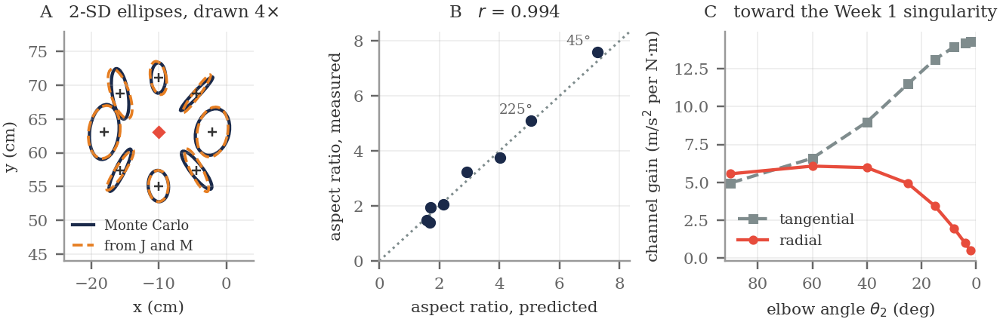 A 2-SD ellipses, drawn 4×
75
70
65
60
55
50
45
y (cm)
Monte Carlo
from J and M
−20
−10
0
x (cm)
B r = 0.994
8
6
4
2
0
aspect ratio, measured
45°
225°
0
2
4
6
8
aspect ratio, predicted
C toward the Week 1 singularity
12.5
10.0
7.5
5.0
2.5
0.0
channel gain (m/s² per N·m)
tangential
radial
80
60
40
20
0
elbow angle θ₂ (deg)